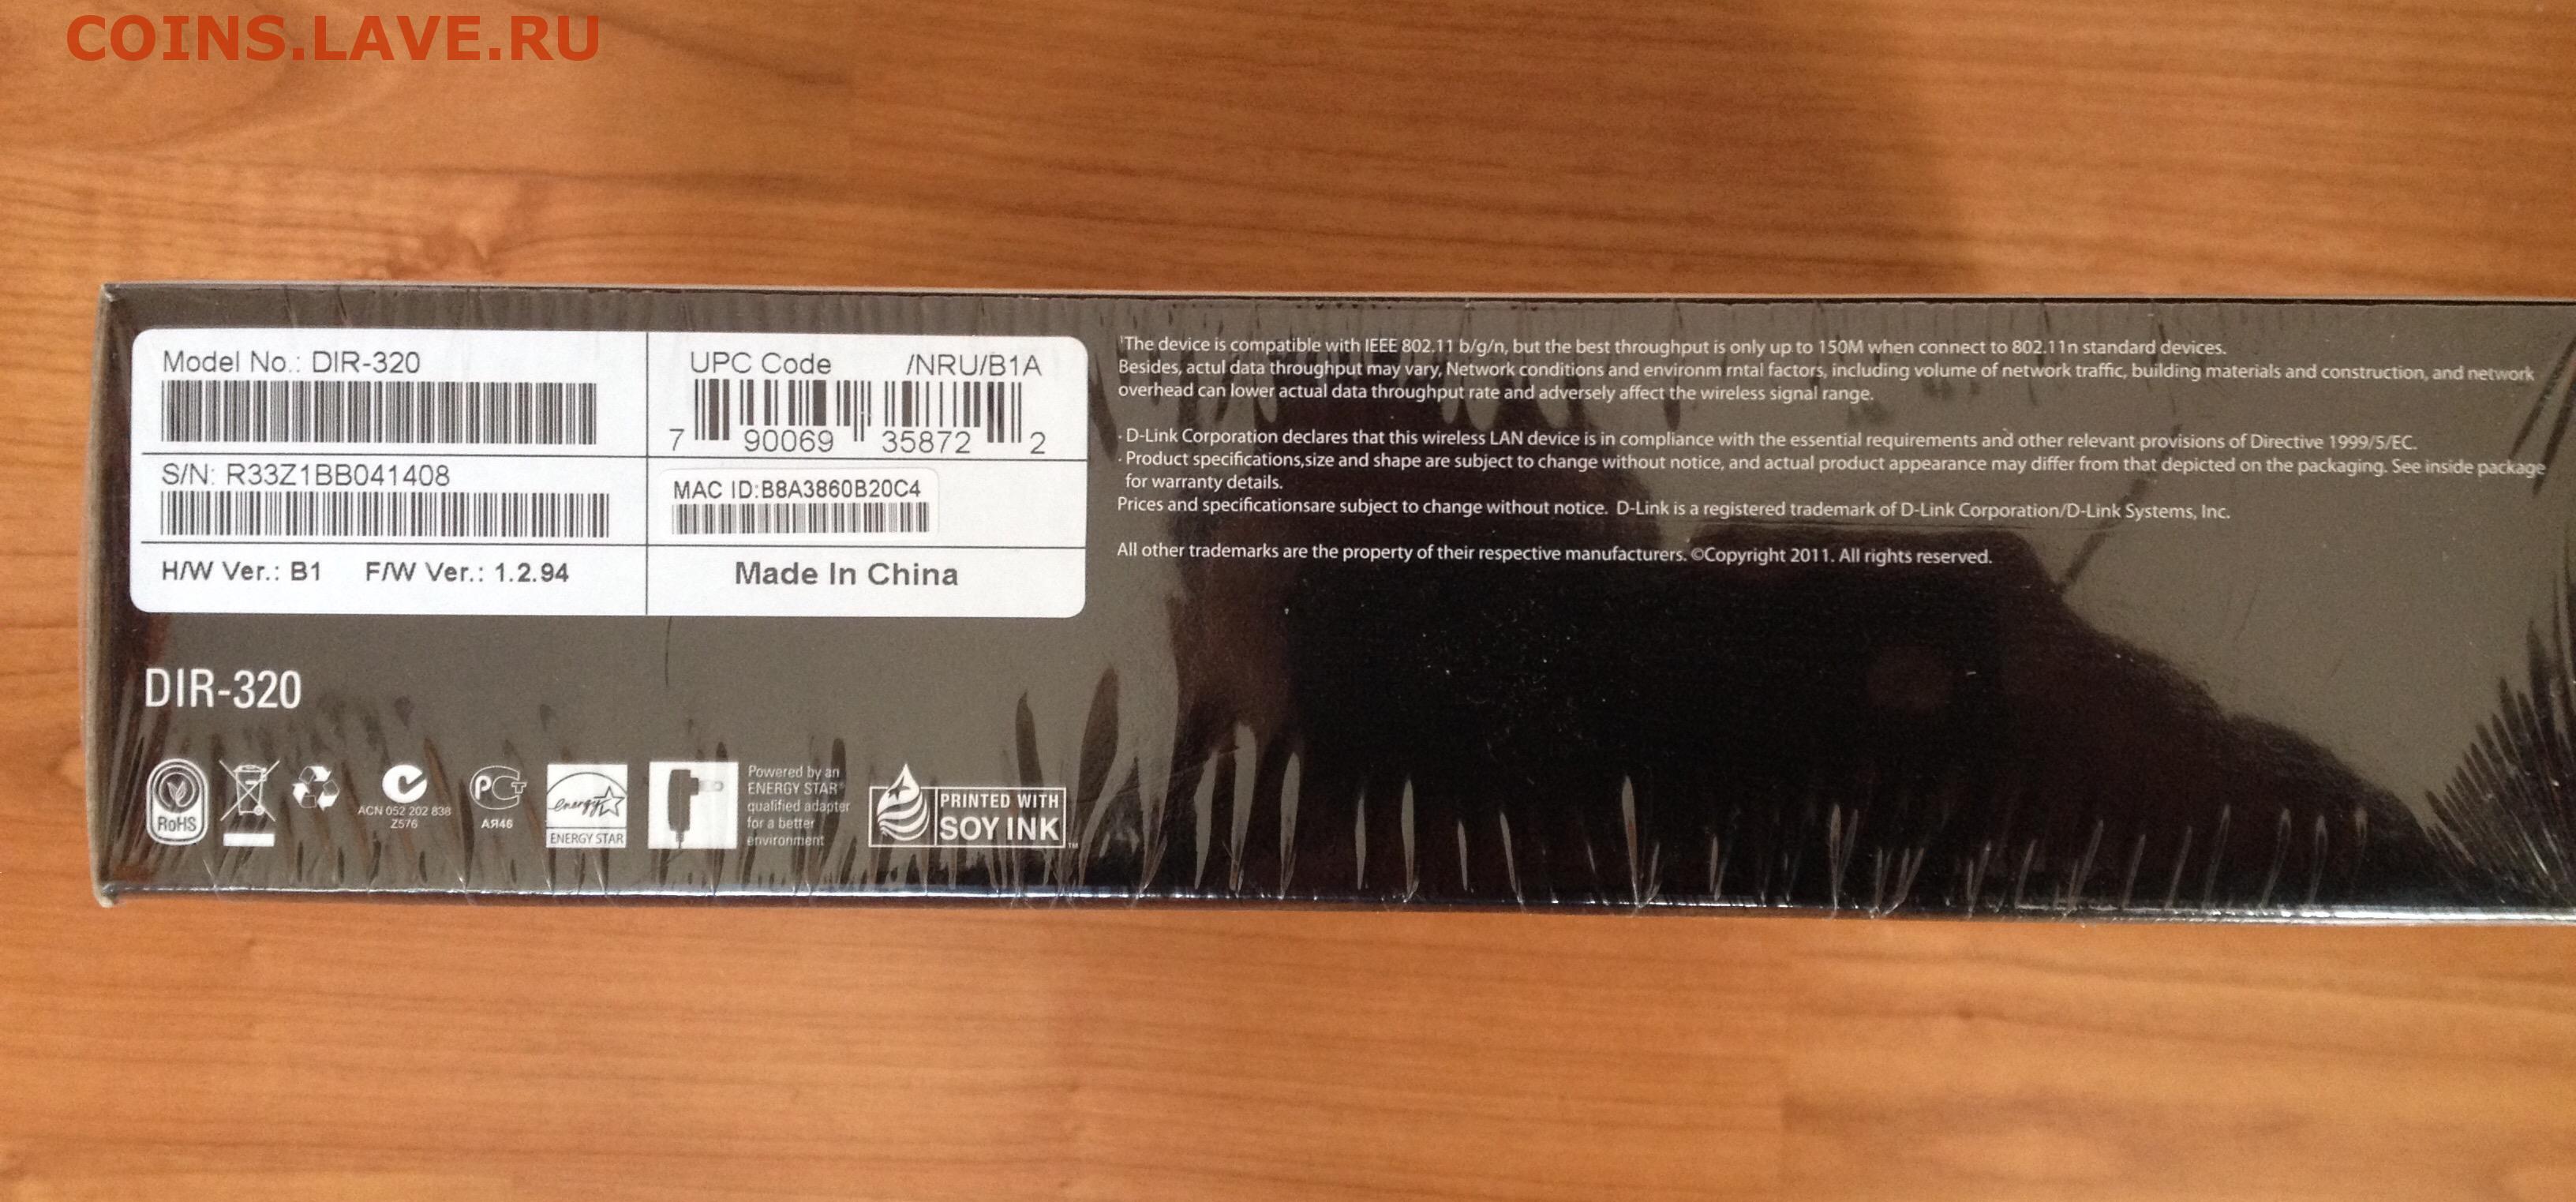 COINS.LAVE.RU
Model No.: DIR-320
UPC Code /NRU/B1A
7 90069 35872 2
S/N: R33Z1BB041408
MAC ID:B8A3860B20C4
H/W Ver.: B1 F/W Ver.: 1.2.94
Made In China
¹The device is compatible with IEEE 802.11 b/g/n, but the best throughput is only up to 150M when connect to 802.11n standard devices.
Besides, actul data throughput may vary, Network conditions and environm rntal factors, including volume of network traffic, building materials and construction, and network
overhead can lower actual data throughput rate and adversely affect the wireless signal range.
· D-Link Corporation declares that this wireless LAN device is in compliance with the essential requirements and other relevant provisions of Directive 1999/5/EC.
· Product specifications,size and shape are subject to change without notice, and actual product appearance may differ from that depicted on the packaging. See inside package
for warranty details.
Prices and specificationsare subject to change without notice. D-Link is a registered trademark of D-Link Corporation/D-Link Systems, Inc.
All other trademarks are the property of their respective manufacturers. ©Copyright 2011. All rights reserved.
DIR-320
RoHS
ACN 052 202 838
Z576
РСТ
АЯ46
energy
ENERGY STAR
Powered by an
ENERGY STAR®
qualified adapter
for a better
environment
PRINTED WITH
SOY INK™